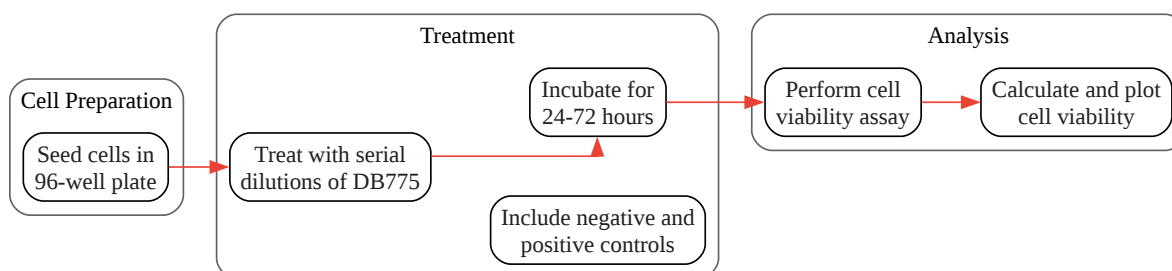 Cell Preparation
Seed cells in
96-well plate
Treatment
Treat with serial
dilutions of DB775
Incubate for
24-72 hours
Include negative and
positive controls
Analysis
Perform cell
viability assay
Calculate and plot
cell viability